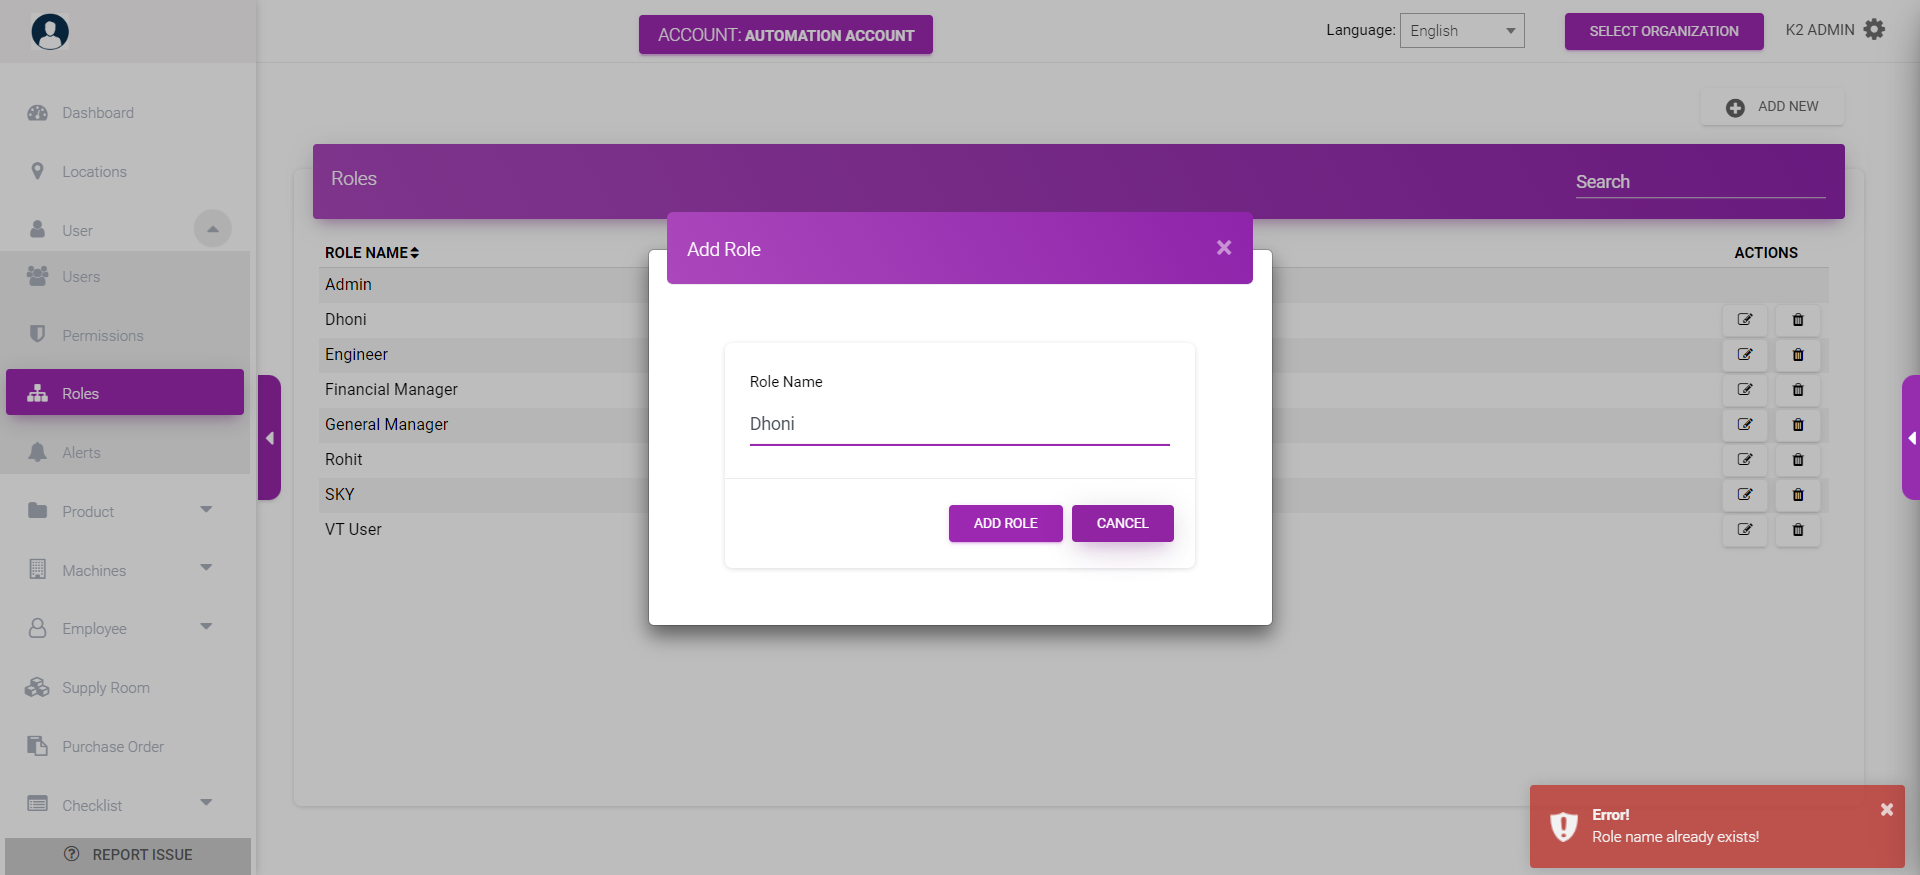 ACCOUNT: AUTOMATION ACCOUNT
Language: English
SELECT ORGANIZATION
K2 ADMIN
Dashboard
Locations
User
Users
Permissions
Roles
Alerts
Product
Machines
Employee
Supply Room
Purchase Order
Checklist
REPORT ISSUE
ADD NEW
Roles
Search
ROLE NAME
ACTIONS
Admin
Dhoni
Engineer
Financial Manager
General Manager
Rohit
SKY
VT User
Add Role
Role Name
Dhoni
ADD ROLE
CANCEL
Error!
Role name already exists!